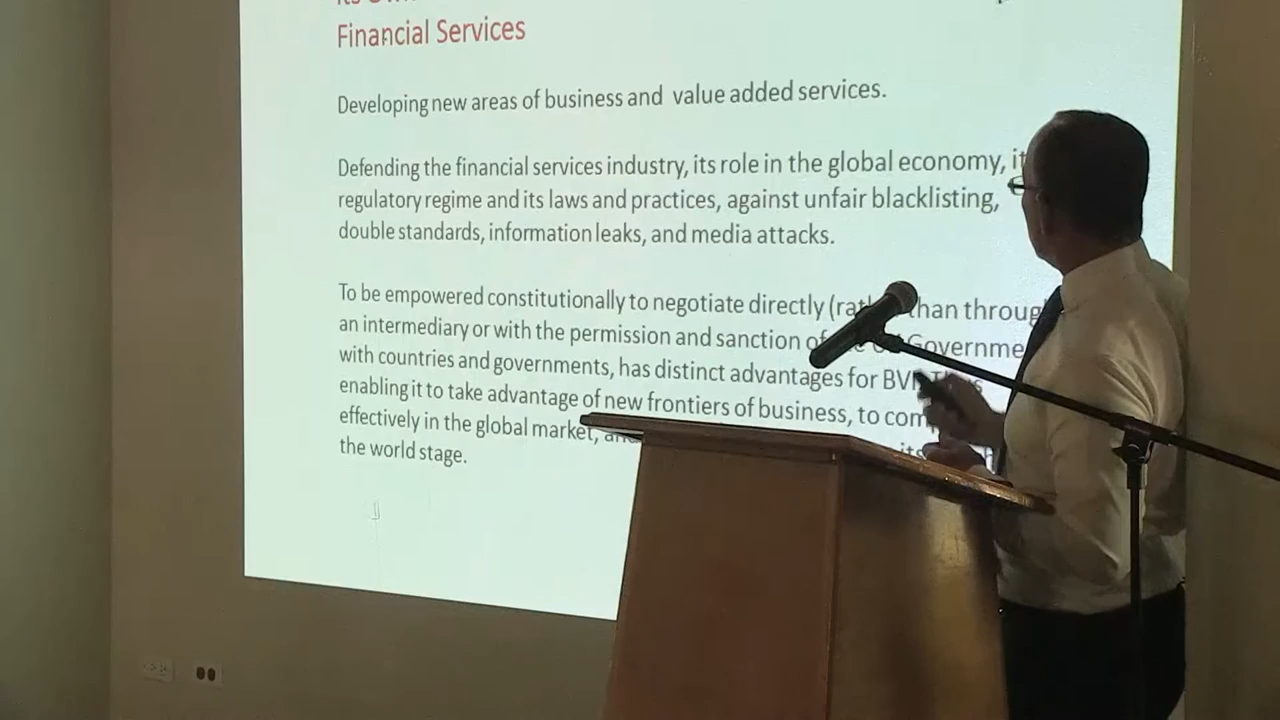 Financial Services
Developing new areas of business and value added services.
Defending the financial services industry, its role in the global economy,
regulatory regime and its laws and practices, against unfair blacklisting,
double standards, information leaks, and media attacks.
To be empowered constitutionally to negotiate directly than
an intermediary or with the permission and sanction
with countries and governments, has distinct advantages for
enabling it to take advantage of new frontiers of business, to
effectively in the global market,
the world stage.